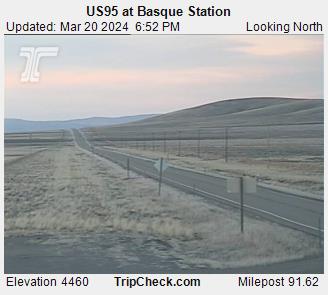 US95 at Basque Station
Updated: Mar 20 2024 6:52 PM Looking North
Elevation 4460 TripCheck.com Milepost 91.62